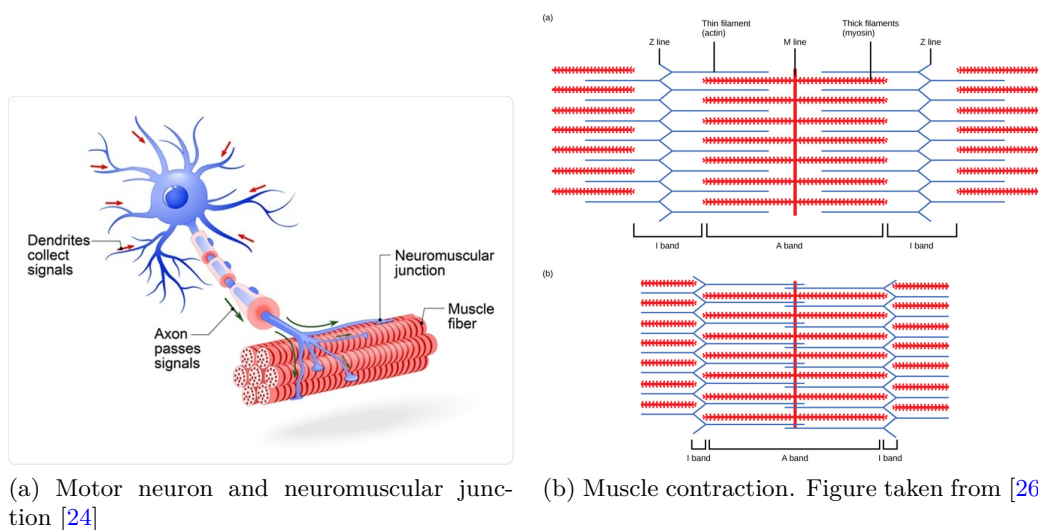 Dendrites
collect
signals
Axon
passes
signals
Neuromuscular
junction
Muscle
fiber
(a) Motor neuron and neuromuscular junc-
tion [24]
(a)
Z line
Thin filament
(actin)
M line
Thick filaments
(myosin)
Z line
I band
A band
I band
(b)
I band
A band
I band
(b) Muscle contraction. Figure taken from [26